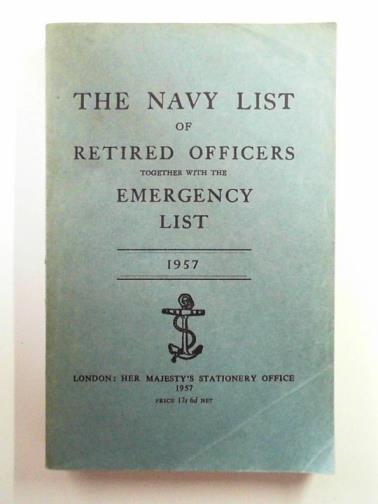 THE NAVY LIST
OF
RETIRED OFFICERS
TOGETHER WITH THE
EMERGENCY
LIST
1957
LONDON: HER MAJESTY'S STATIONERY OFFICE
1957
PRICE 17s 6d NET